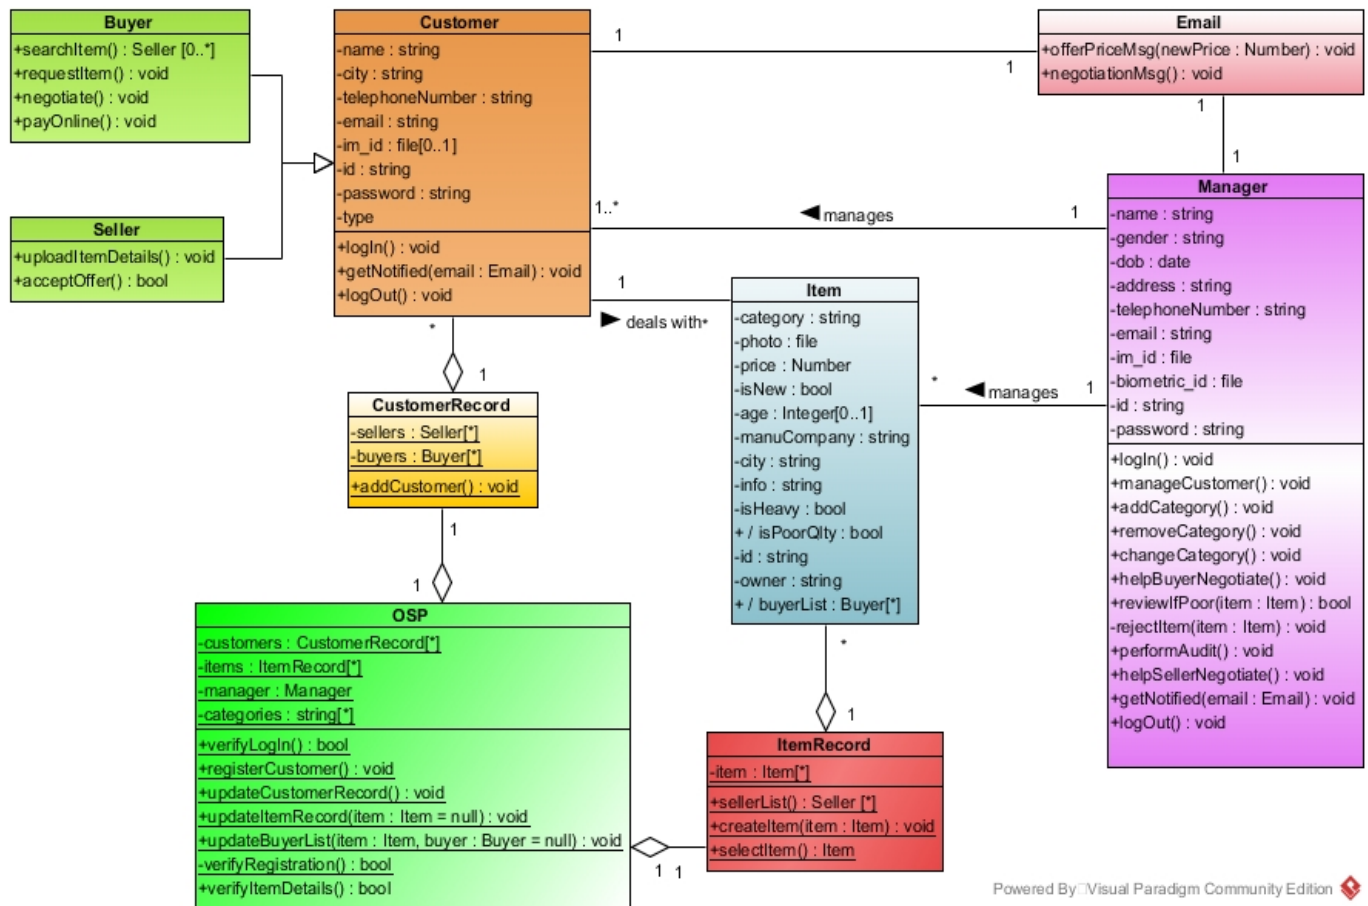 Buyer
+searchItem() : Seller [0..*]
+requestItem() : void
+negotiate() : void
+payOnline() : void
Seller
+uploadItemDetails() : void
+acceptOffer() : bool
Customer
-name : string
-city : string
-telephoneNumber : string
-email : string
-im_id : file[0..1]
-id : string
-password : string
-type
+logIn() : void
+getNotified(email : Email) : void
+logOut() : void
1
1
Email
+offerPriceMsg(newPrice : Number) : void
+negotiationMsg() : void
1
1
1..*
◀ manages
1
1
▶ deals with*
*
1
CustomerRecord
-sellers : Seller[*]
-buyers : Buyer[*]
+addCustomer() : void
1
1
Item
-category : string
-photo : file
-price : Number
-isNew : bool
-age : Integer[0..1]
-manuCompany : string
-city : string
-info : string
-isHeavy : bool
+ / isPoorQlty : bool
-id : string
-owner : string
+ / buyerList : Buyer[*]
*
◀ manages
1
Manager
-name : string
-gender : string
-dob : date
-address : string
-telephoneNumber : string
-email : string
-im_id : file
-biometric_id : file
-id : string
-password : string
+logIn() : void
+manageCustomer() : void
+addCategory() : void
+removeCategory() : void
+changeCategory() : void
+helpBuyerNegotiate() : void
+reviewIfPoor(item : Item) : bool
-rejectItem(item : Item) : void
+performAudit() : void
+helpSellerNegotiate() : void
+getNotified(email : Email) : void
+logOut() : void
OSP
-customers : CustomerRecord[*]
-items : ItemRecord[*]
-manager : Manager
-categories : string[*]
+verifyLogIn() : bool
+registerCustomer() : void
+updateCustomerRecord() : void
+updateItemRecord(item : Item = null) : void
+updateBuyerList(item : Item, buyer : Buyer = null) : void
-verifyRegistration() : bool
+verifyItemDetails() : bool
*
1
ItemRecord
-item : Item[*]
+sellerList() : Seller [*]
+createItem(item : Item) : void
+selectItem() : Item
1 1
Powered By Visual Paradigm Community Edition